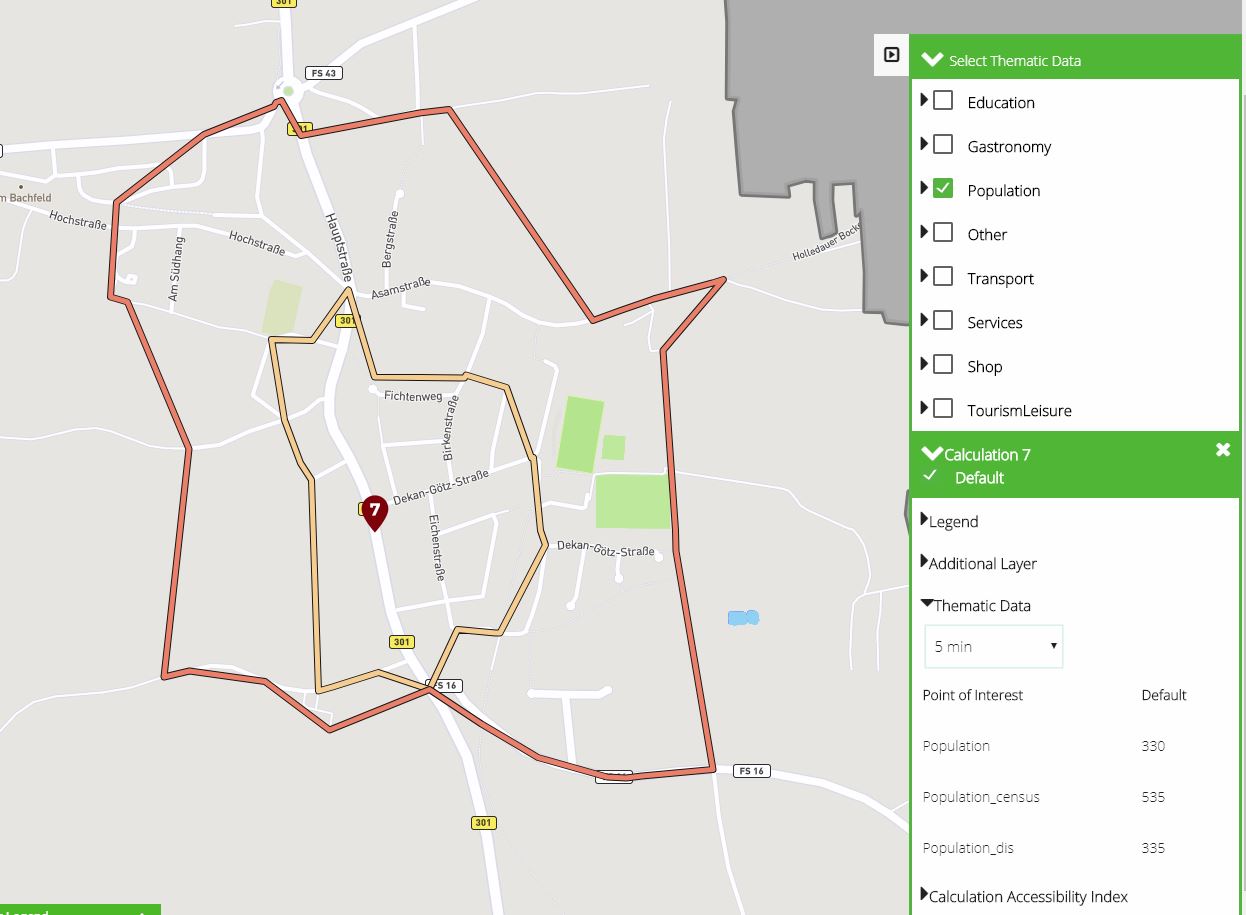 301
FS 43
301
m Bachfeld
Hochstraße
Am Südhang
Hochstraße
Hauptstraße
Bergstraße
Asamstraße
Holledauer Bocks
301
Fichtenweg
Birkenstraße
Dekan-Götz-Straße
7
Eichenstraße
Dekan-Götz-Straße
301
FS 16
FS 16
301
Select Thematic Data
Education
Gastronomy
Population
Other
Transport
Services
Shop
TourismLeisure
Calculation 7
Default
Legend
Additional Layer
Thematic Data
5 min
Point of Interest Default
Population 330
Population_census 535
Population_dis 335
Calculation Accessibility Index